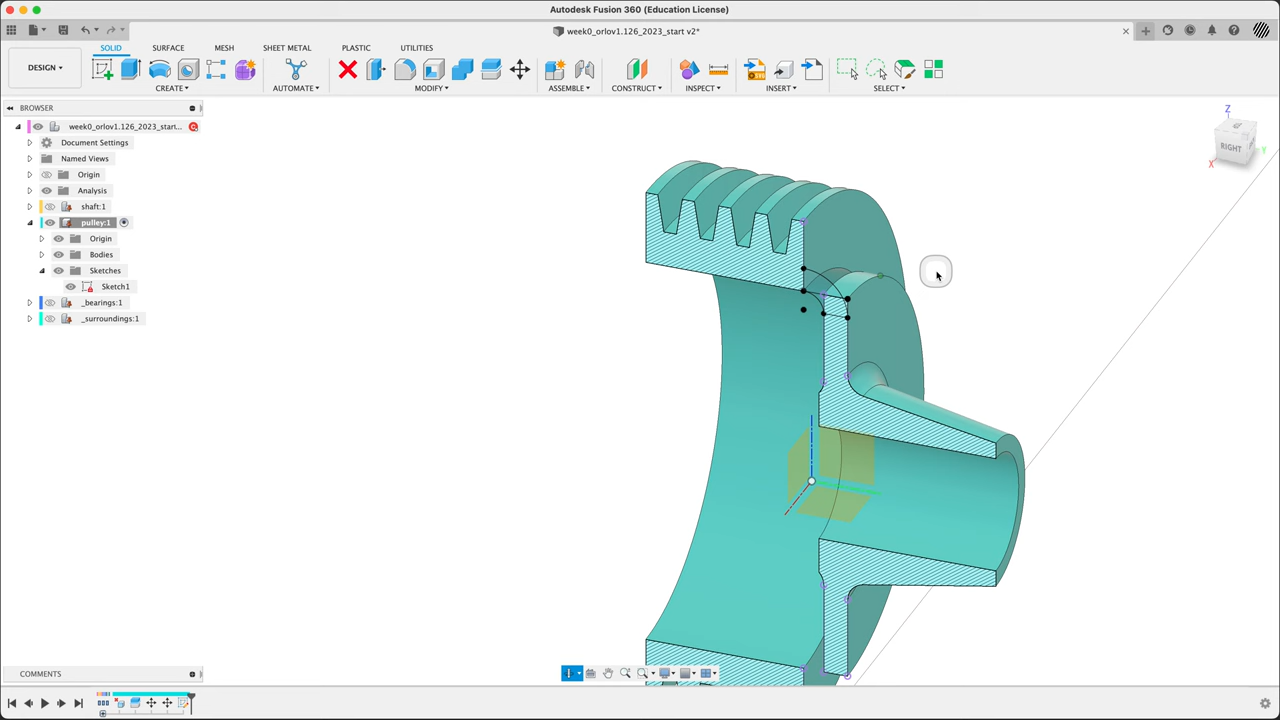 Autodesk Fusion 360 (Education License)
week0_orlov1.126_2023_start v2*
DESIGN
SOLID SURFACE MESH SHEET METAL PLASTIC UTILITIES
CREATE AUTOMATE MODIFY ASSEMBLE CONSTRUCT INSPECT INSERT SELECT
BROWSER
week0_orlov1.126_2023_start...
Document Settings
Named Views
Origin
Analysis
shaft:1
pulley:1
Origin
Bodies
Sketches
Sketch1
_bearings:1
_surroundings:1
Z
RIGHT
X
Y
COMMENTS